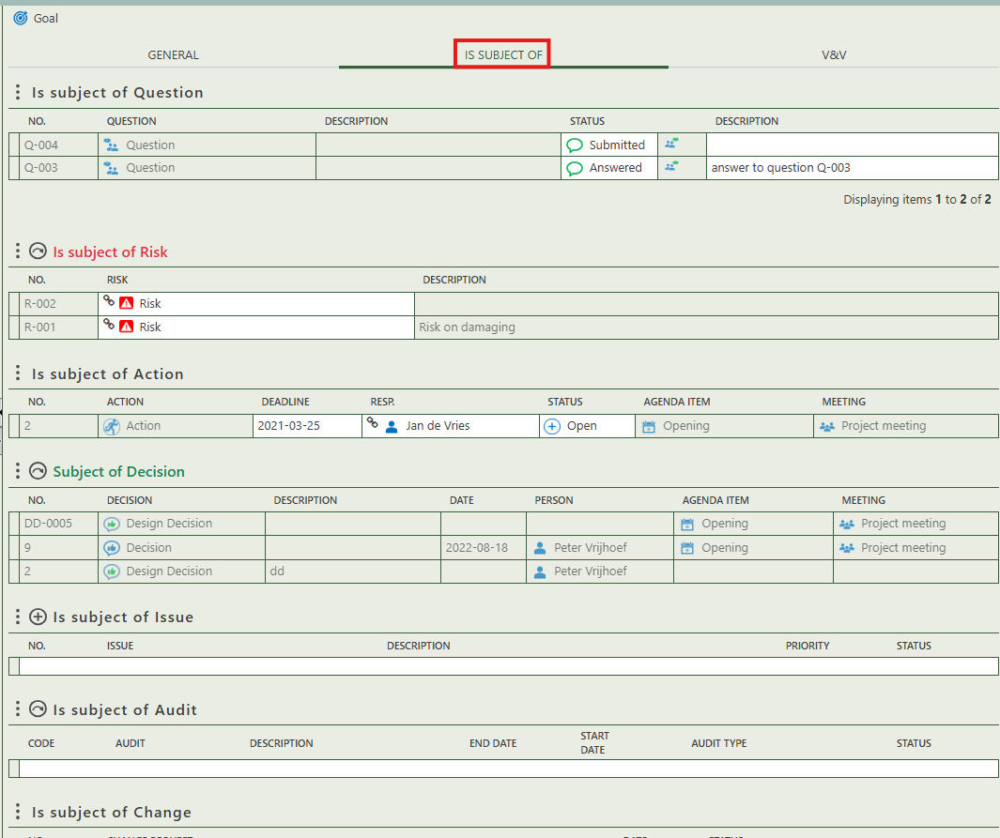 Goal
GENERAL IS SUBJECT OF V&V
Is subject of Question
NO. QUESTION DESCRIPTION STATUS DESCRIPTION
Q-004 Question Submitted
Q-003 Question Answered answer to question Q-003
Displaying items 1 to 2 of 2
Is subject of Risk
NO. RISK DESCRIPTION
R-002 Risk
R-001 Risk Risk on damaging
Is subject of Action
NO. ACTION DEADLINE RESP. STATUS AGENDA ITEM MEETING
2 Action 2021-03-25 Jan de Vries Open Opening Project meeting
Subject of Decision
NO. DECISION DESCRIPTION DATE PERSON AGENDA ITEM MEETING
DD-0005 Design Decision Opening Project meeting
9 Decision 2022-08-18 Peter Vrijhoef Opening Project meeting
2 Design Decision dd Peter Vrijhoef
Is subject of Issue
NO. ISSUE DESCRIPTION PRIORITY STATUS
Is subject of Audit
CODE AUDIT DESCRIPTION END DATE START DATE AUDIT TYPE STATUS
Is subject of Change